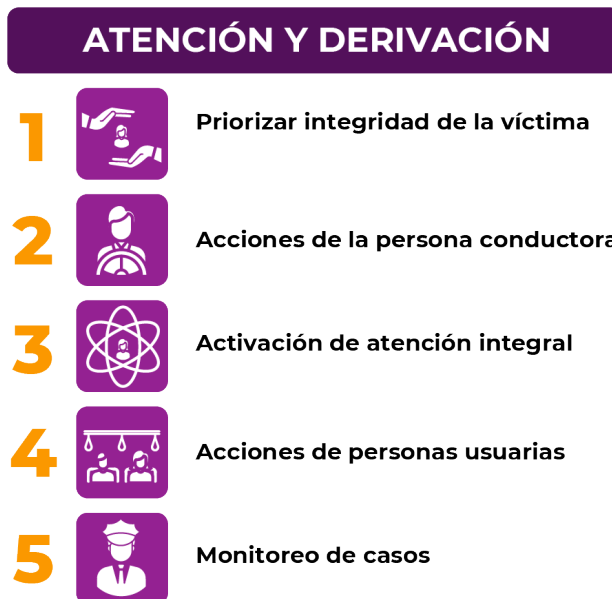 ATENCIÓN Y DERIVACIÓN
1 Priorizar integridad de la víctima
2 Acciones de la persona conductora
3 Activación de atención integral
4 Acciones de personas usuarias
5 Monitoreo de casos